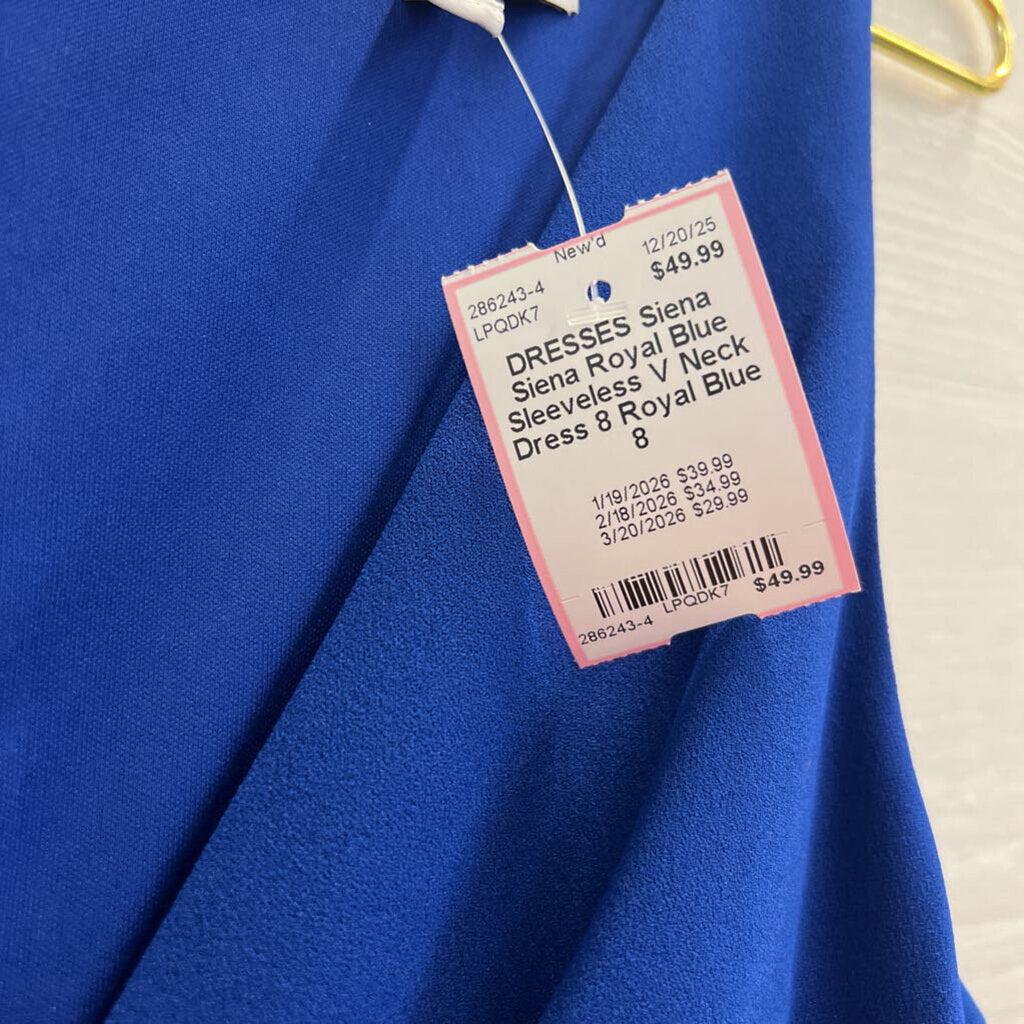 New'd
12/20/25
$49.99
286243-4
LPQDK7
DRESSES Siena
Siena Royal Blue
Sleeveless V Neck
Dress 8 Royal Blue
8
1/19/2026 $39.99
2/18/2026 $34.99
3/20/2026 $29.99
286243-4 LPQDK7 $49.99